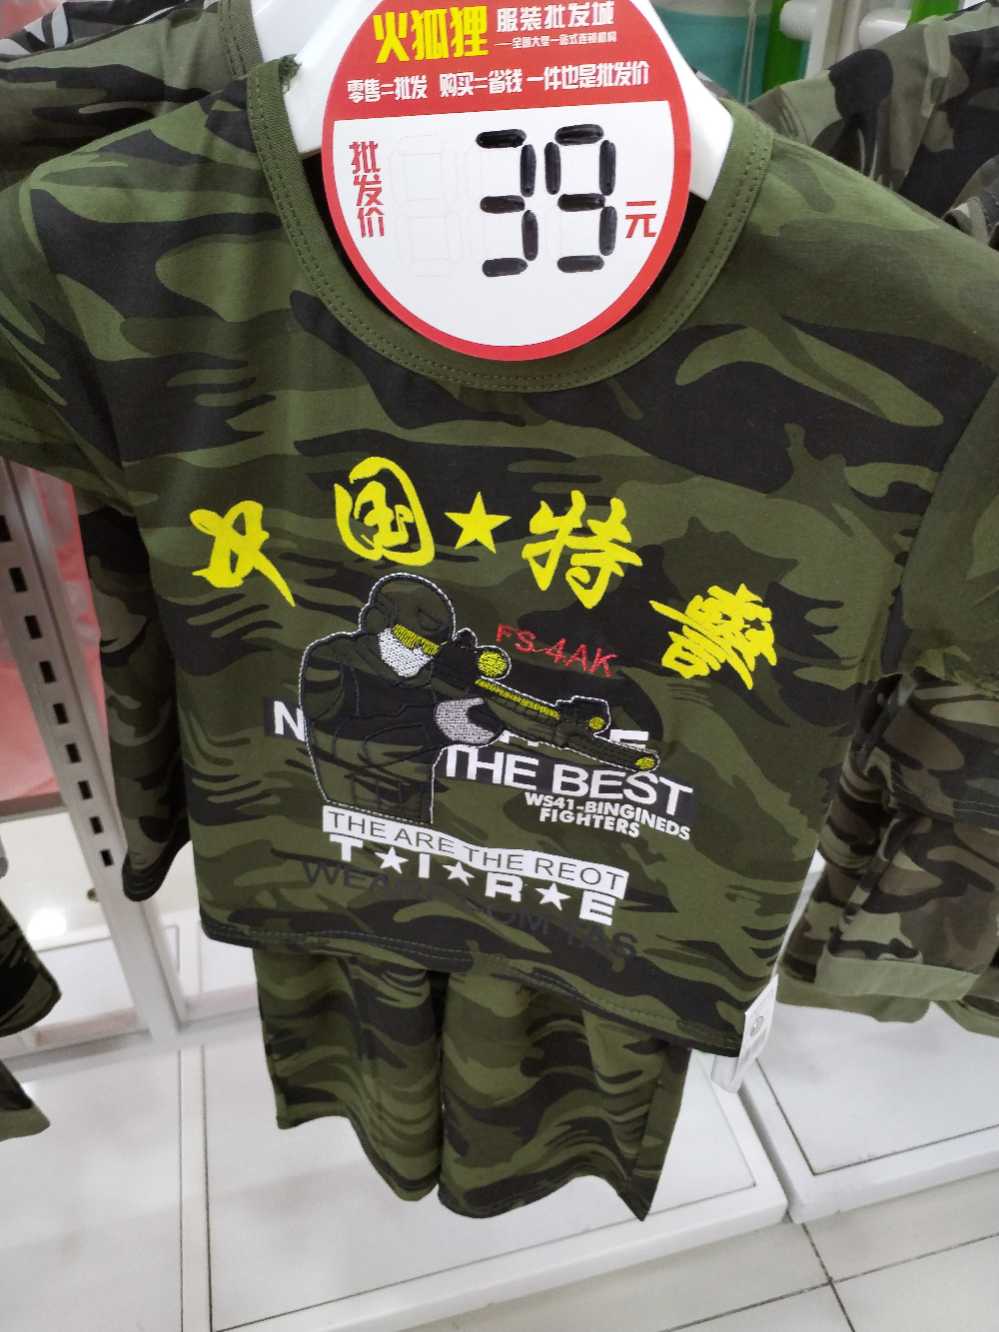 火狐狸 服装批发城
零售=批发 购买=省钱 一件也是批发价
批发价 39 元
国★特警
FS-4AK
THE BEST
WS41-BINGINEDS
FIGHTERS
THE ARE THE REOT
T★I★R★E